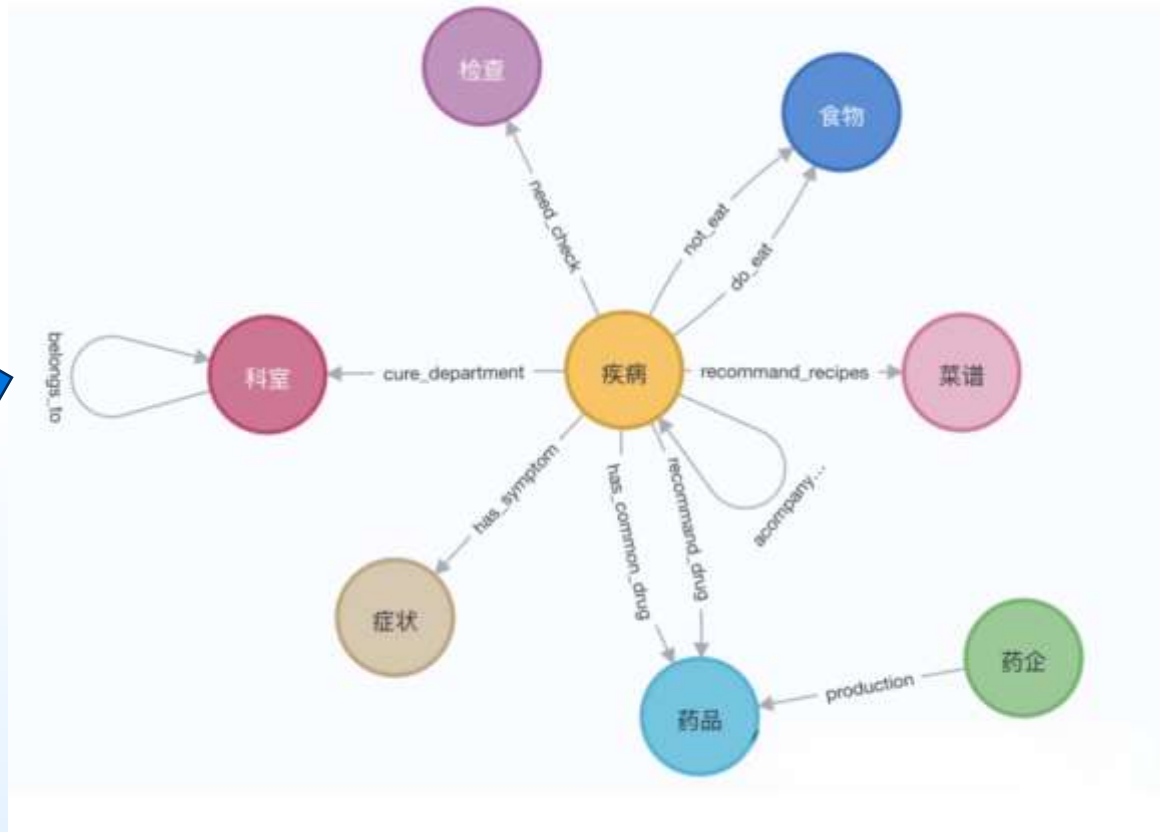 检查
食物
need_check
not_eat
do_eat
belongs_to
科室
cure_department
疾病
recommand_recipes
菜谱
has_symptom
has_common_drug
recommand_drug
acompany...
症状
药企
production
药品